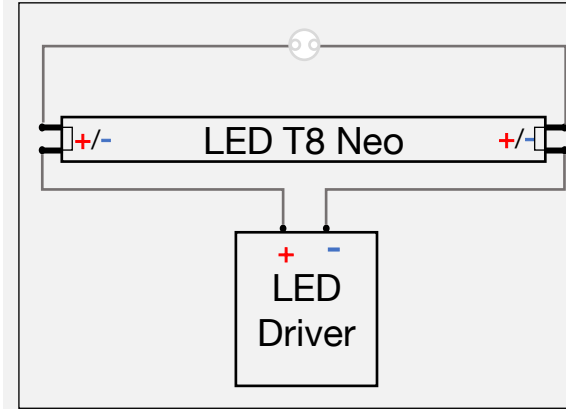 +/- LED T8 Neo +/-
+ -
LED
Driver